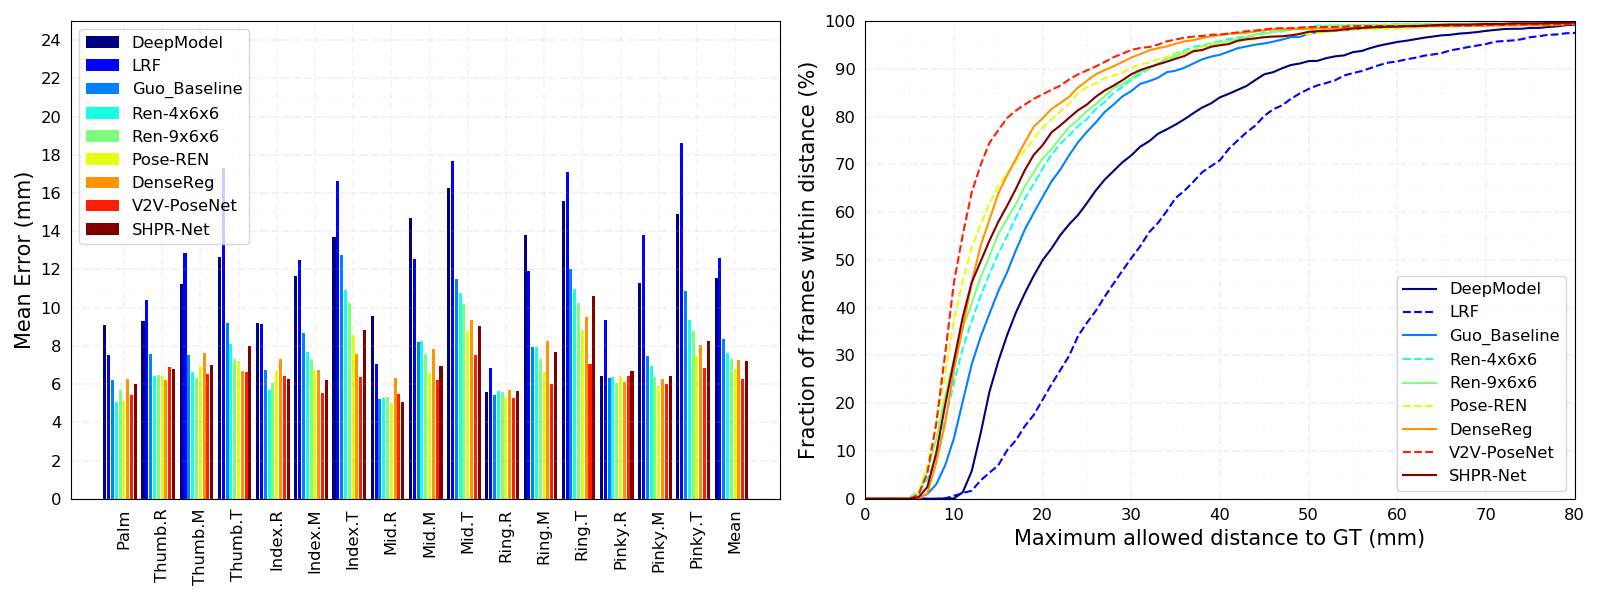 Mean Error (mm)
24
22
20
18
16
14
12
10
8
6
4
2
0
DeepModel
LRF
Guo_Baseline
Ren-4x6x6
Ren-9x6x6
Pose-REN
DenseReg
V2V-PoseNet
SHPR-Net
Palm
Thumb.R
Thumb.M
Thumb.T
Index.R
Index.M
Index.T
Mid.R
Mid.M
Mid.T
Ring.R
Ring.M
Ring.T
Pinky.R
Pinky.M
Pinky.T
Mean
Fraction of frames within distance (%)
100
90
80
70
60
50
40
30
20
10
0
DeepModel
LRF
Guo_Baseline
Ren-4x6x6
Ren-9x6x6
Pose-REN
DenseReg
V2V-PoseNet
SHPR-Net
0 10 20 30 40 50 60 70 80
Maximum allowed distance to GT (mm)